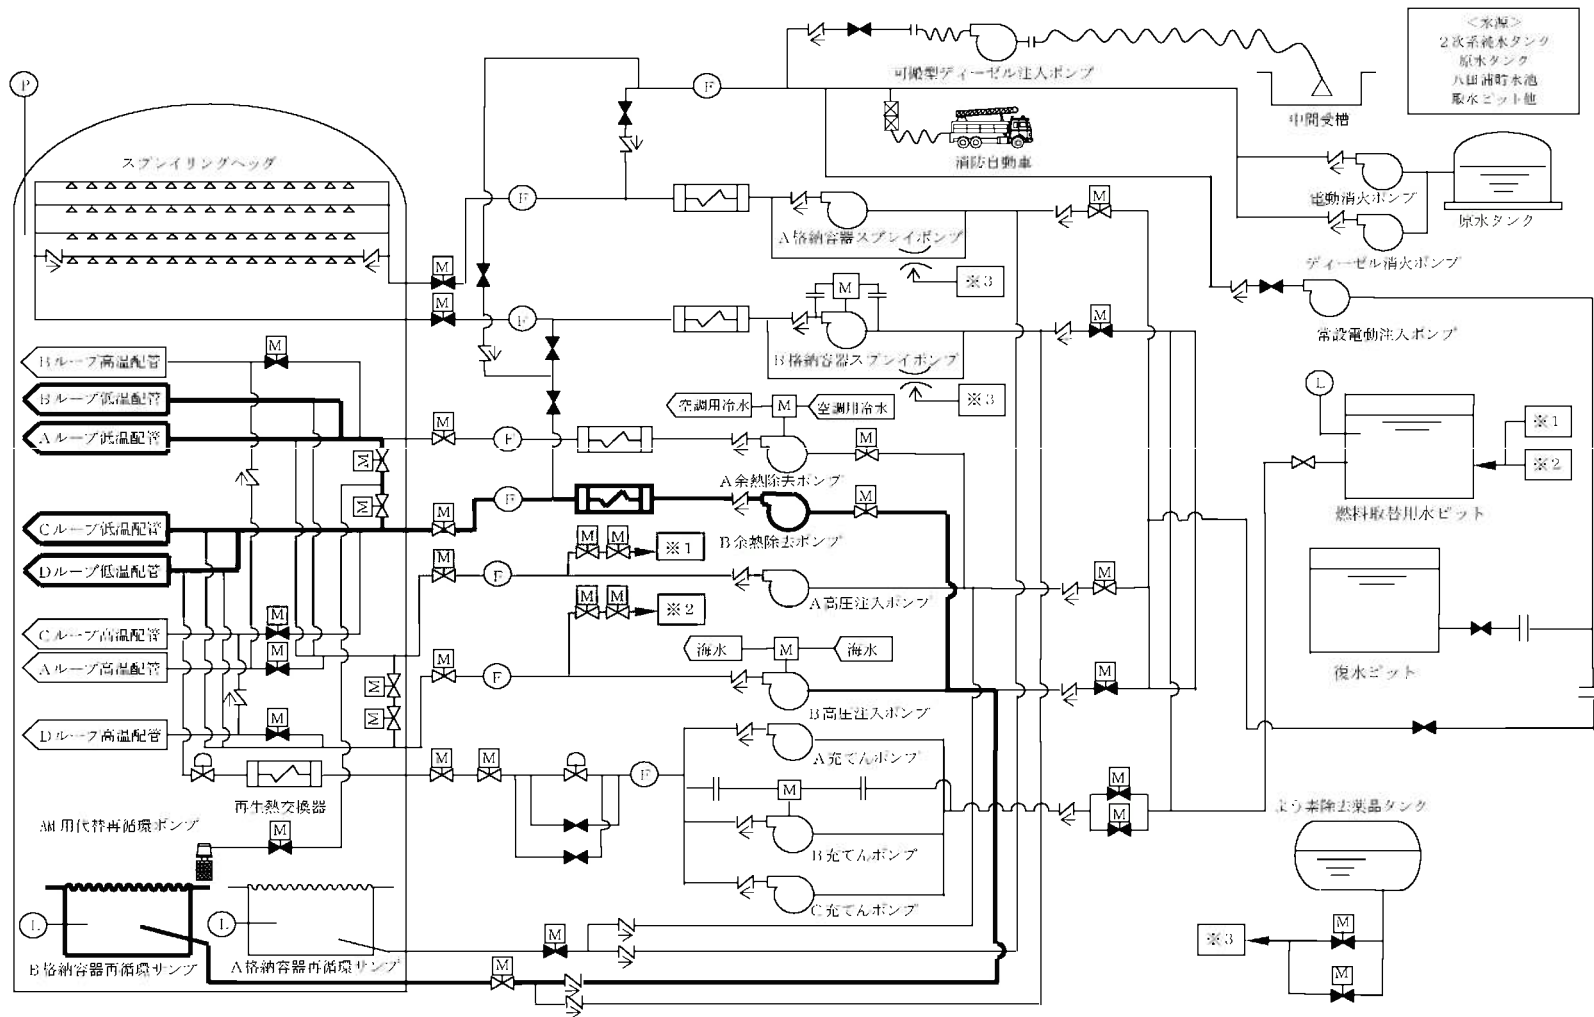 <水源>
2次系純水タンク
原水タンク
八田浦貯水池
取水ピット他
P
M
F
L
可搬型ディーゼル注入ポンプ
中間受槽
消防自動車
スプレイリングヘッダ
電動消火ポンプ
原水タンク
ディーゼル消火ポンプ
A格納容器スプレイポンプ
※3
常設電動注入ポンプ
B格納容器スプレイポンプ
※3
Bループ高温配管
Bループ低温配管
Aループ低温配管
空調用冷水
空調用冷水
A余熱除去ポンプ
※1
※2
燃料取替用水ピット
Cループ低温配管
Dループ低温配管
B余熱除去ポンプ
※1
A高圧注入ポンプ
※2
Cループ高温配管
Aループ高温配管
海水
海水
復水ピット
B高圧注入ポンプ
Dループ高温配管
A充てんポンプ
再生熱交換器
よう素除去薬品タンク
AM用代替再循環ポンプ
B充てんポンプ
C充てんポンプ
※3
B格納容器再循環サンプ
A格納容器再循環サンプ